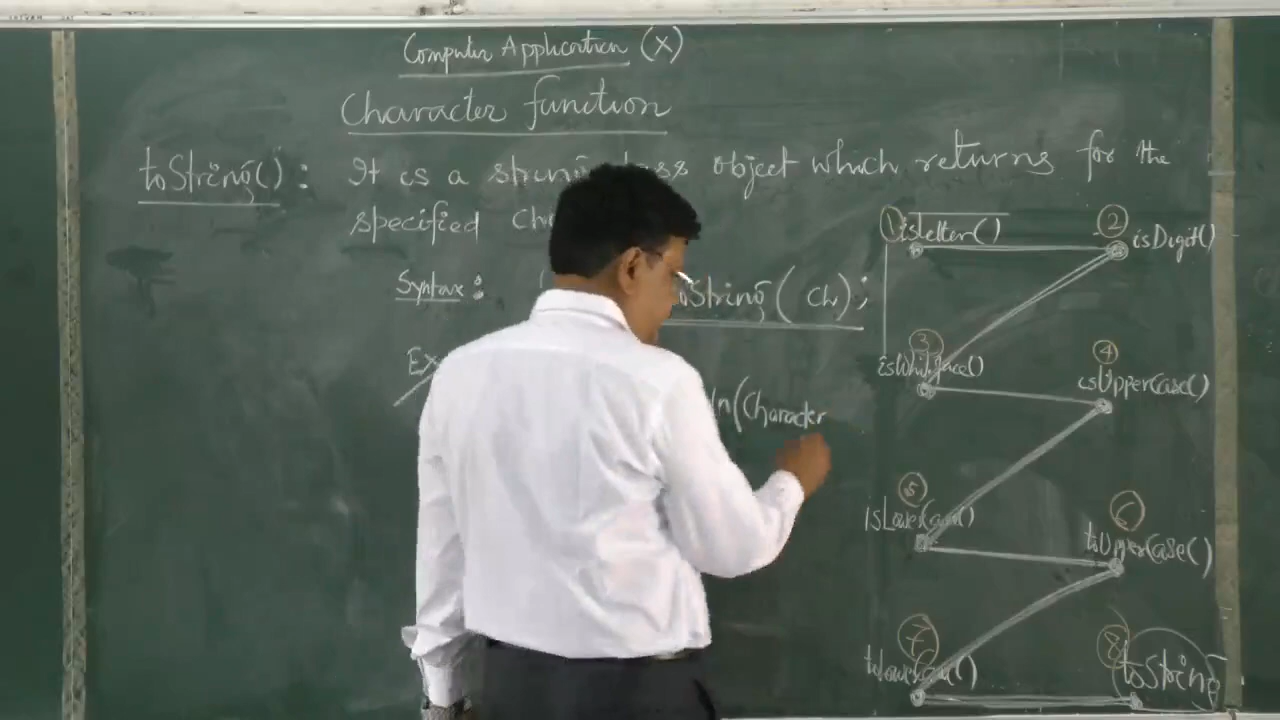 Computer Application (X)
Character function
toString() : It is a string class object which returns for the
specified Cha
Syntax : toString( Ch);
Ex
ln(Character
1 isLetter()
2 isDigit()
3 isWhiteSpace()
4 isUpperCase()
5 isLowerCase()
6 toUpperCase()
7 toLowerCase()
8 toString